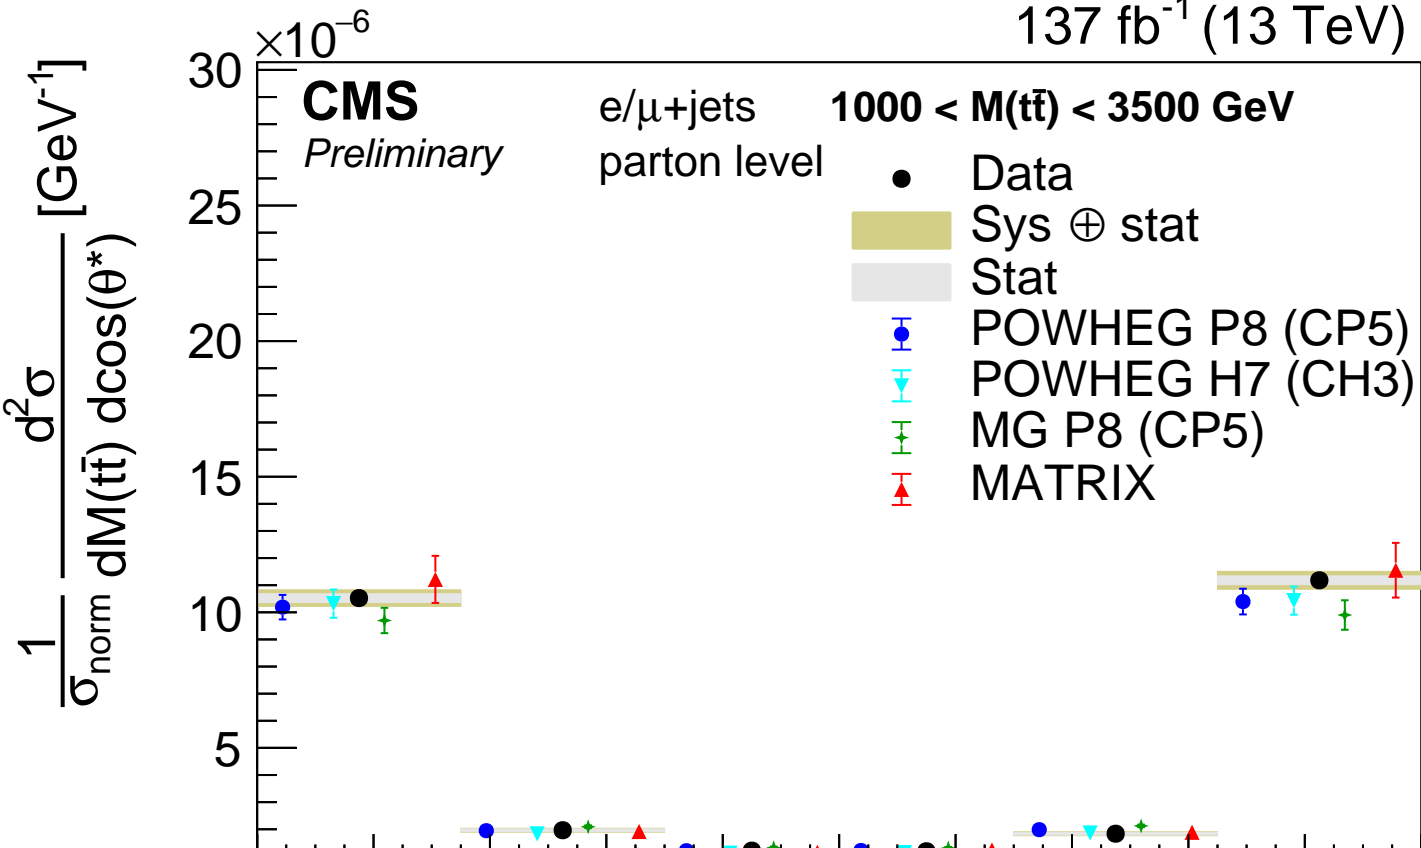 ×10⁻⁶
137 fb⁻¹ (13 TeV)
CMS
Preliminary
e/μ+jets
parton level
1000 < M(tt̄) < 3500 GeV
Data
Sys ⊕ stat
Stat
POWHEG P8 (CP5)
POWHEG H7 (CH3)
MG P8 (CP5)
MATRIX
30
25
20
15
10
5
1
σnorm
d²σ
dM(tt̄) dcos(θ*)
[GeV⁻¹]